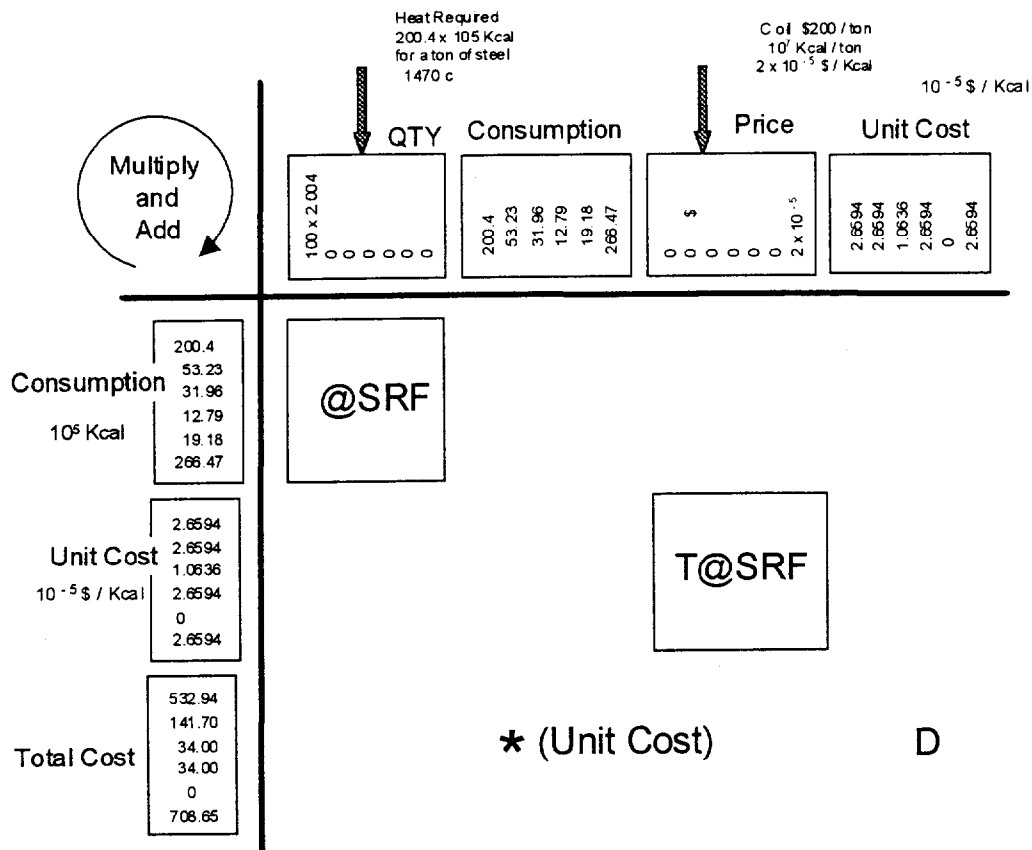 Heat Required
200.4 x 105 Kcal
for a ton of steel
1470 c
Coil $200 / ton
10⁷ Kcal / ton
2 x 10⁻⁵ $ / Kcal
10⁻⁵ $ / Kcal
QTY
Consumption
Price
Unit Cost
Multiply
and
Add
100 x 2.004
0
0
0
0
0
0
200.4
53.23
31.96
12.79
19.18
266.47
0
0 $
0
0
0
0
2 x 10⁻⁵
2.6594
2.6594
1.0636
2.6594
0
2.6594
Consumption
10⁵ Kcal
200.4
53.23
31.96
12.79
19.18
266.47
@SRF
Unit Cost
10⁻⁵ $ / Kcal
2.6594
2.6594
1.0636
2.6594
0
2.6594
T@SRF
Total Cost
532.94
141.70
34.00
34.00
0
708.65
* (Unit Cost)
D